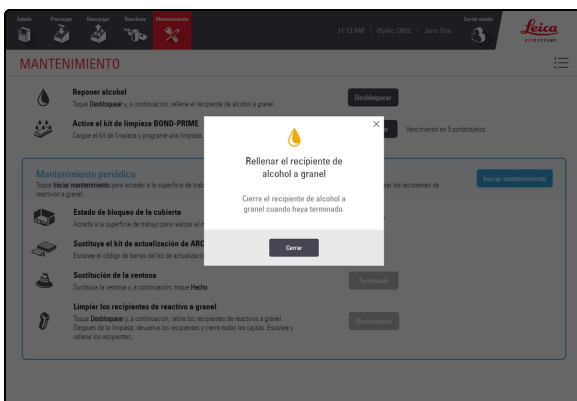 Estado Precargar Descargar Reactivos Mantenimiento
11:13 AM | 05/dic./2022 | Jane Doe
Cerrar sesión
Leica
BIOSYSTEMS
MANTENIMIENTO
Reponer alcohol
Toque Desbloquear y, a continuación, rellene el recipiente de alcohol a granel.
Desbloquear
Active el kit de limpieza BOND-PRIME
Cargue el kit de limpieza y programe una limpieza
Vencimiento en 5 portaobjetos
Rellenar el recipiente de
alcohol a granel
Cierre el recipiente de alcohol a
granel cuando haya terminado.
Cerrar
Mantenimiento periódico
Toque Iniciar mantenimiento para acceder a la superficie de
los recipientes de
reactivos a granel.
Iniciar mantenimiento
Estado de bloqueo de la cubierta
Acceda a la superficie de trabajo para realizar el
Sustituya el kit de actualización de ARC
Escanee el código de barras del kit de
Sustitución de la ventosa
Sustituya la ventosa y, a continuación, toque Hecho
Terminado
Limpiar los recipientes de reactivo a granel
Toque Desbloquear y, a continuación, retire los recipientes de reactivos a granel.
Después de la limpieza, devuelva los recipientes y cierre todas las cajitas. Escanee y
rellene los recipientes.
Desbloquear